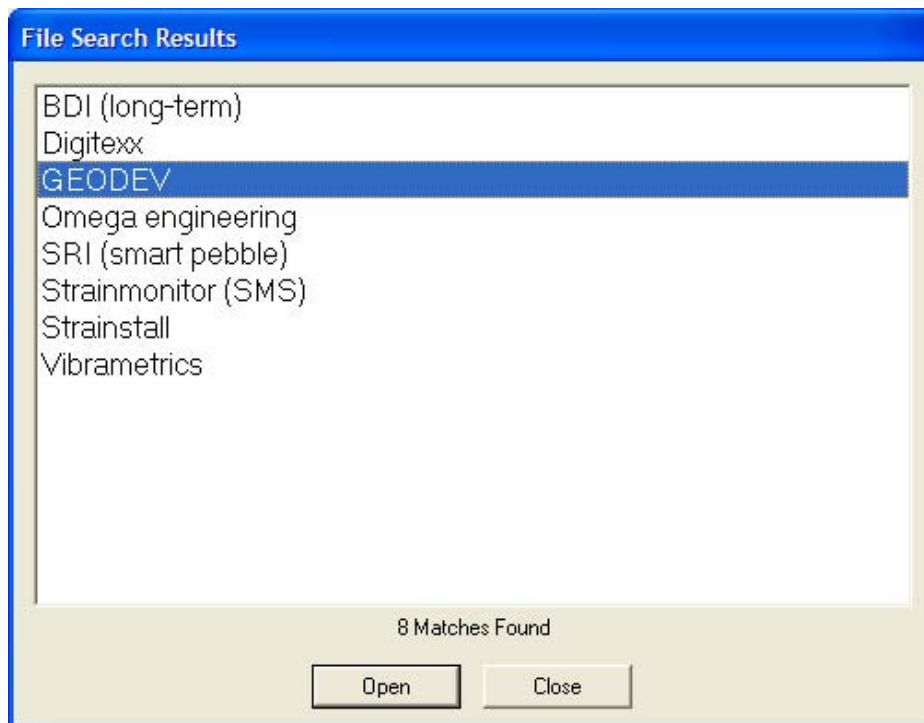 File Search Results
BDI (long-term)
Digitexx
GEODEV
Omega engineering
SRI (smart pebble)
Strainmonitor (SMS)
Strainstall
Vibrametrics
8 Matches Found
Open Close